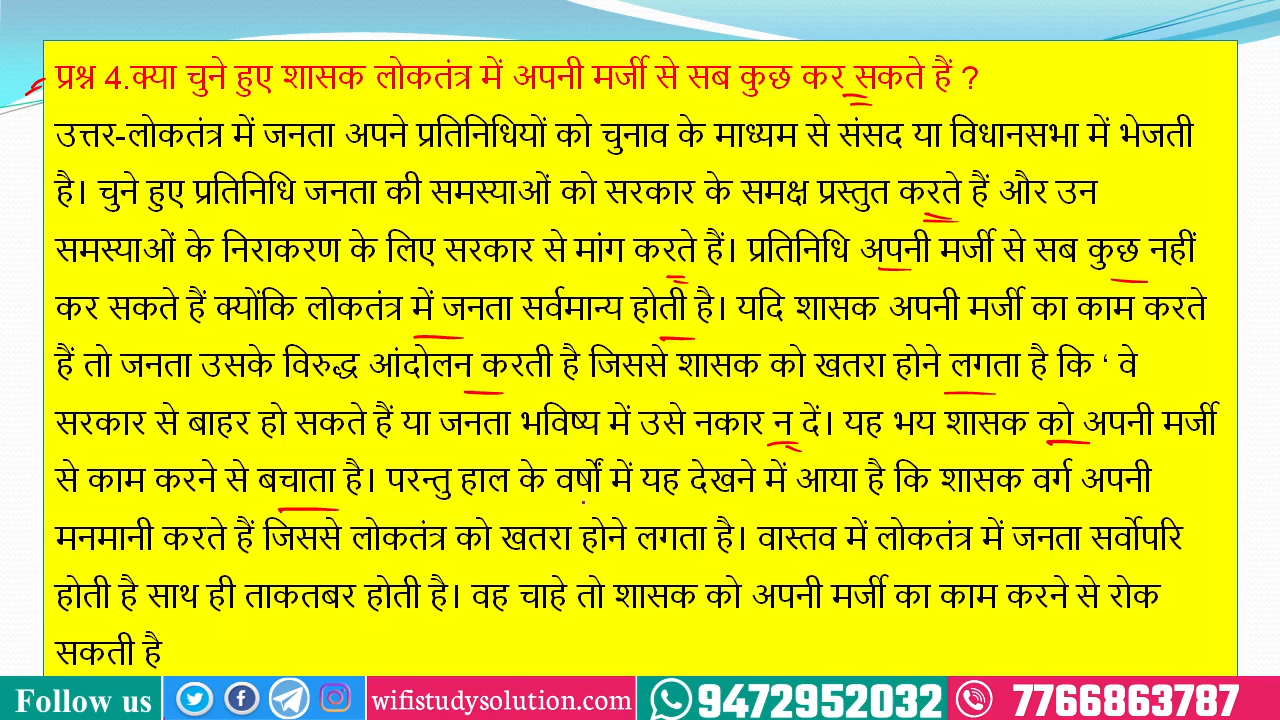 प्रश्न 4.क्या चुने हुए शासक लोकतंत्र में अपनी मर्जी से सब कुछ कर सकते हैं ?
उत्तर-लोकतंत्र में जनता अपने प्रतिनिधियों को चुनाव के माध्यम से संसद या विधानसभा में भेजती
है। चुने हुए प्रतिनिधि जनता की समस्याओं को सरकार के समक्ष प्रस्तुत करते हैं और उन
समस्याओं के निराकरण के लिए सरकार से मांग करते हैं। प्रतिनिधि अपनी मर्जी से सब कुछ नहीं
कर सकते हैं क्योंकि लोकतंत्र में जनता सर्वमान्य होती है। यदि शासक अपनी मर्जी का काम करते
हैं तो जनता उसके विरुद्ध आंदोलन करती है जिससे शासक को खतरा होने लगता है कि ‘ वे
सरकार से बाहर हो सकते हैं या जनता भविष्य में उसे नकार न दें। यह भय शासक को अपनी मर्जी
से काम करने से बचाता है। परन्तु हाल के वर्षों में यह देखने में आया है कि शासक वर्ग अपनी
मनमानी करते हैं जिससे लोकतंत्र को खतरा होने लगता है। वास्तव में लोकतंत्र में जनता सर्वोपरि
होती है साथ ही ताकतबर होती है। वह चाहे तो शासक को अपनी मर्जी का काम करने से रोक
सकती है
Follow us wifistudysolution.com 9472952032 7766863787